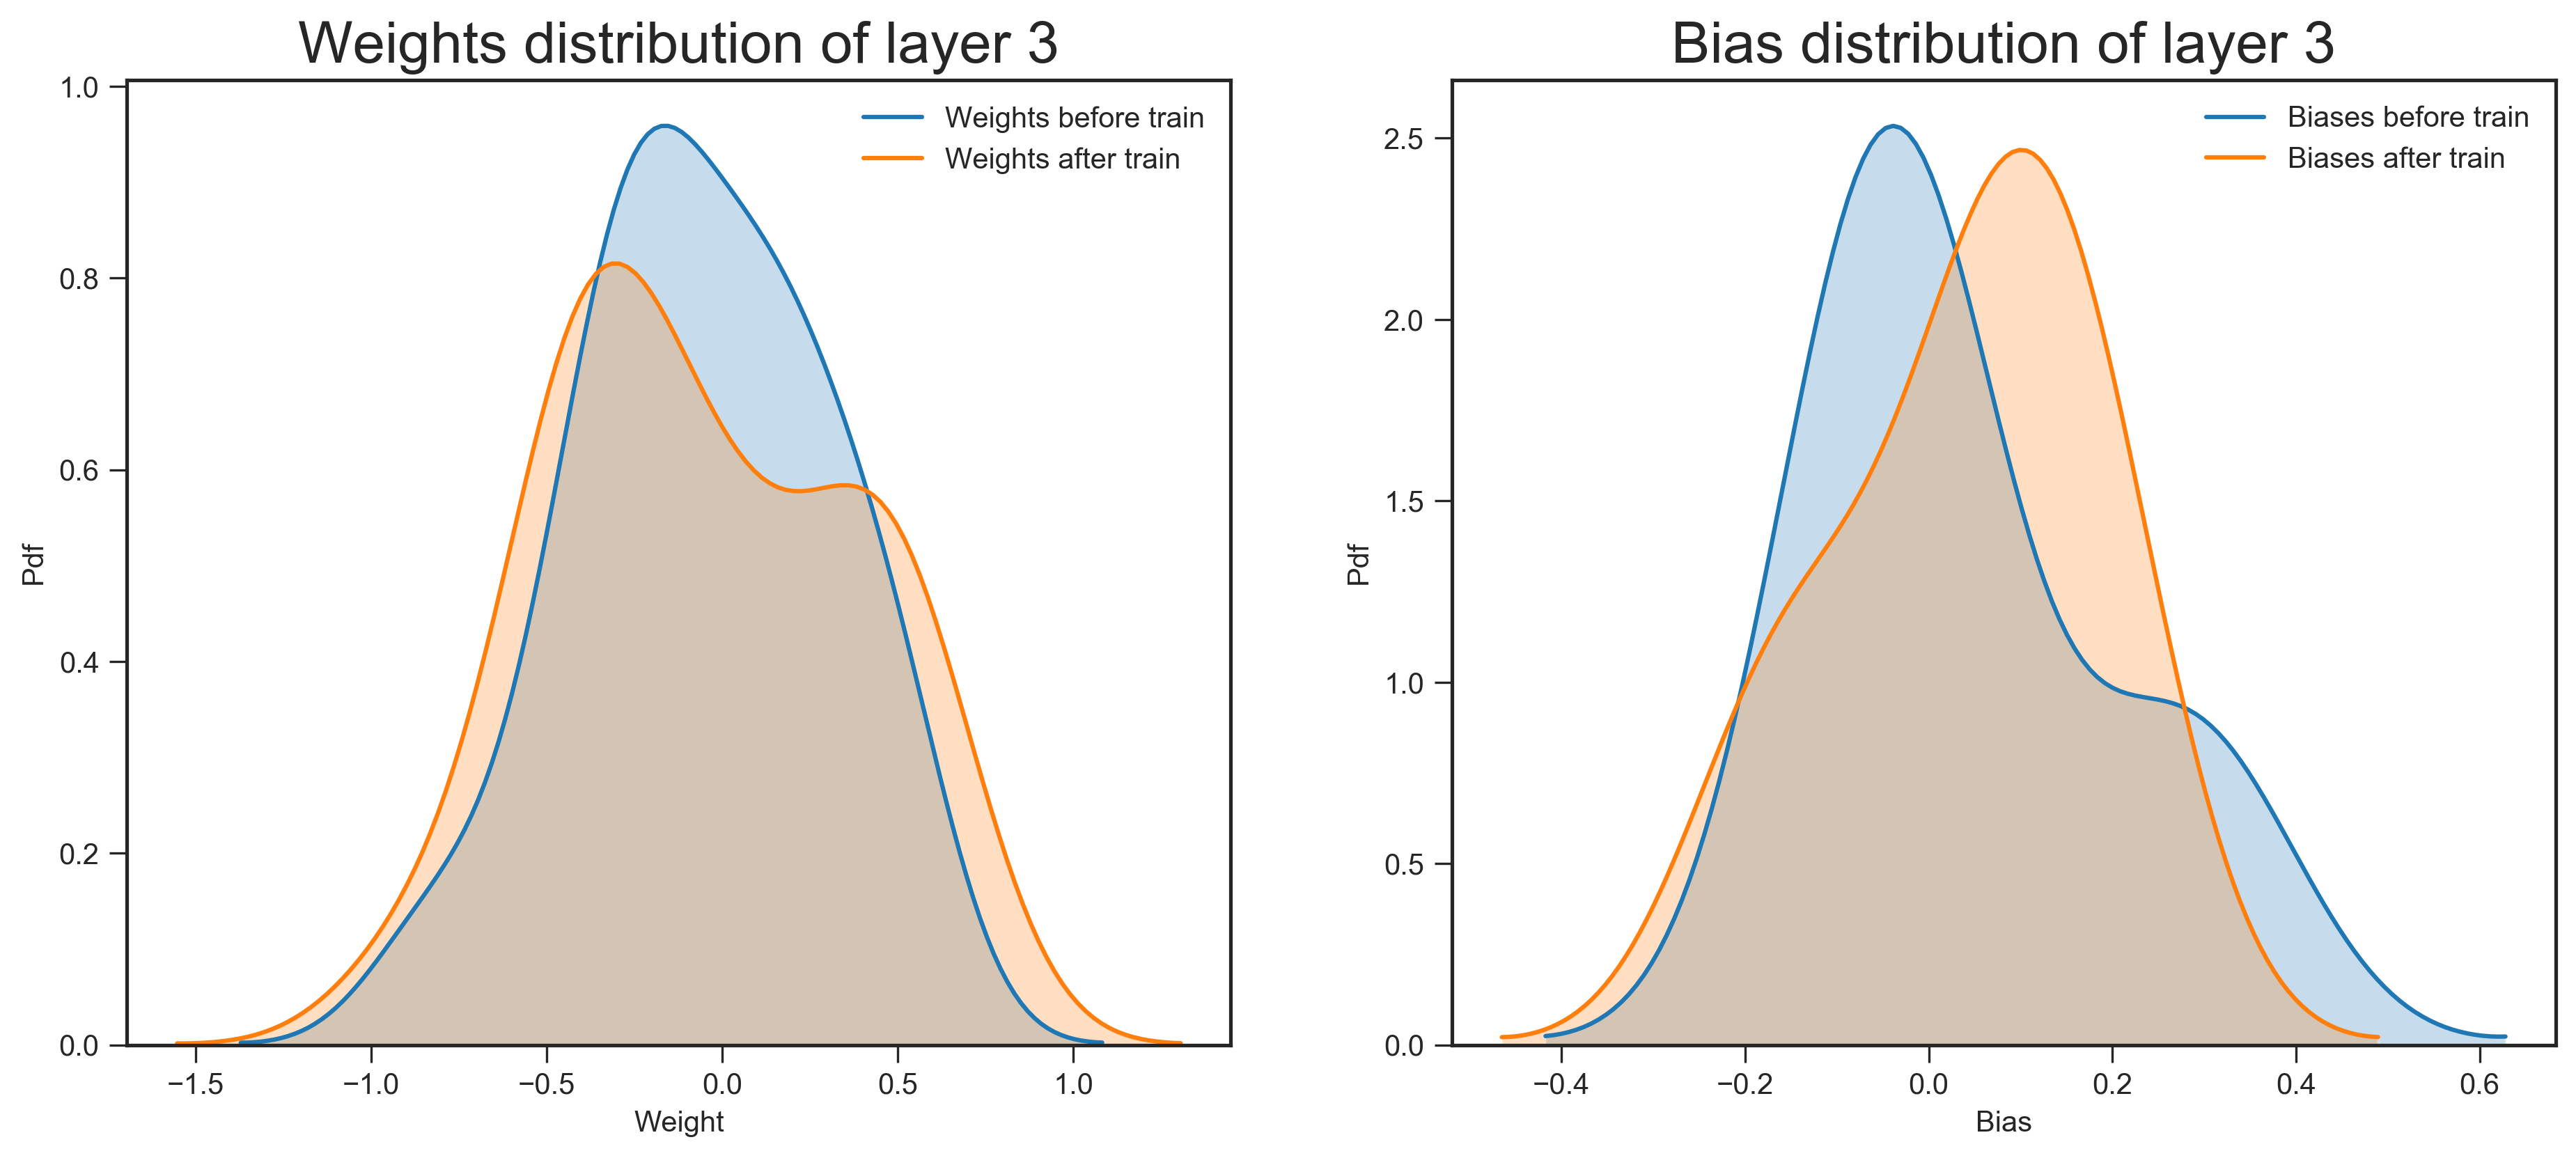 Weights distribution of layer 3
1.0
0.8
0.6
0.4
0.2
0.0
Pdf
−1.5 −1.0 −0.5 0.0 0.5 1.0
Weight
Weights before train
Weights after train
Bias distribution of layer 3
2.5
2.0
1.5
1.0
0.5
0.0
Pdf
−0.4 −0.2 0.0 0.2 0.4 0.6
Bias
Biases before train
Biases after train